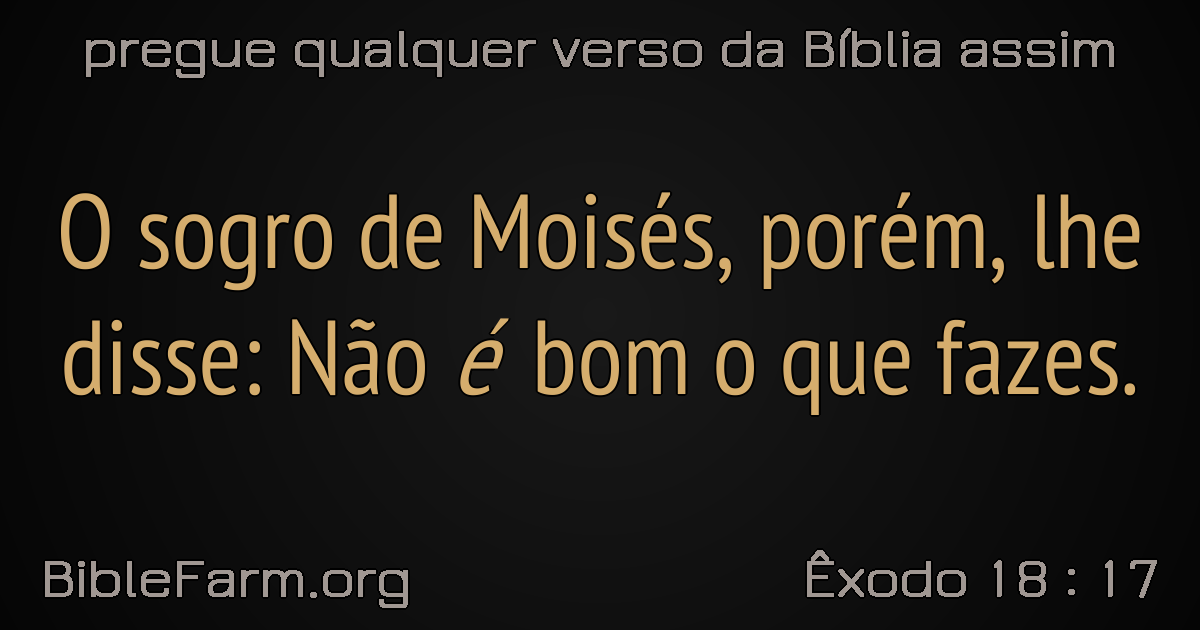 pregue qualquer verso da Bíblia assim
O sogro de Moisés, porém, lhe
disse: Não é bom o que fazes.
BibleFarm.org
Êxodo 18 : 17